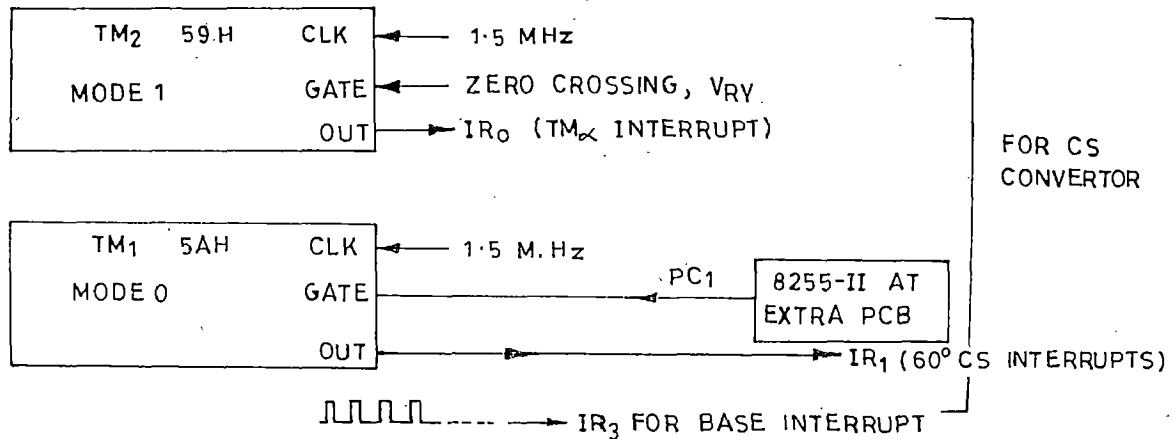 TM2 59.H CLK
1.5 MHz
MODE 1 GATE
ZERO CROSSING, VRY
OUT
IR0 (TMα INTERRUPT)
FOR CS
CONVERTOR
TM1 5AH CLK
1.5 M.Hz
MODE 0 GATE
PC1
8255-II AT
EXTRA PCB
OUT
IR1 (60° CS INTERRUPTS)
IR3 FOR BASE INTERRUPT